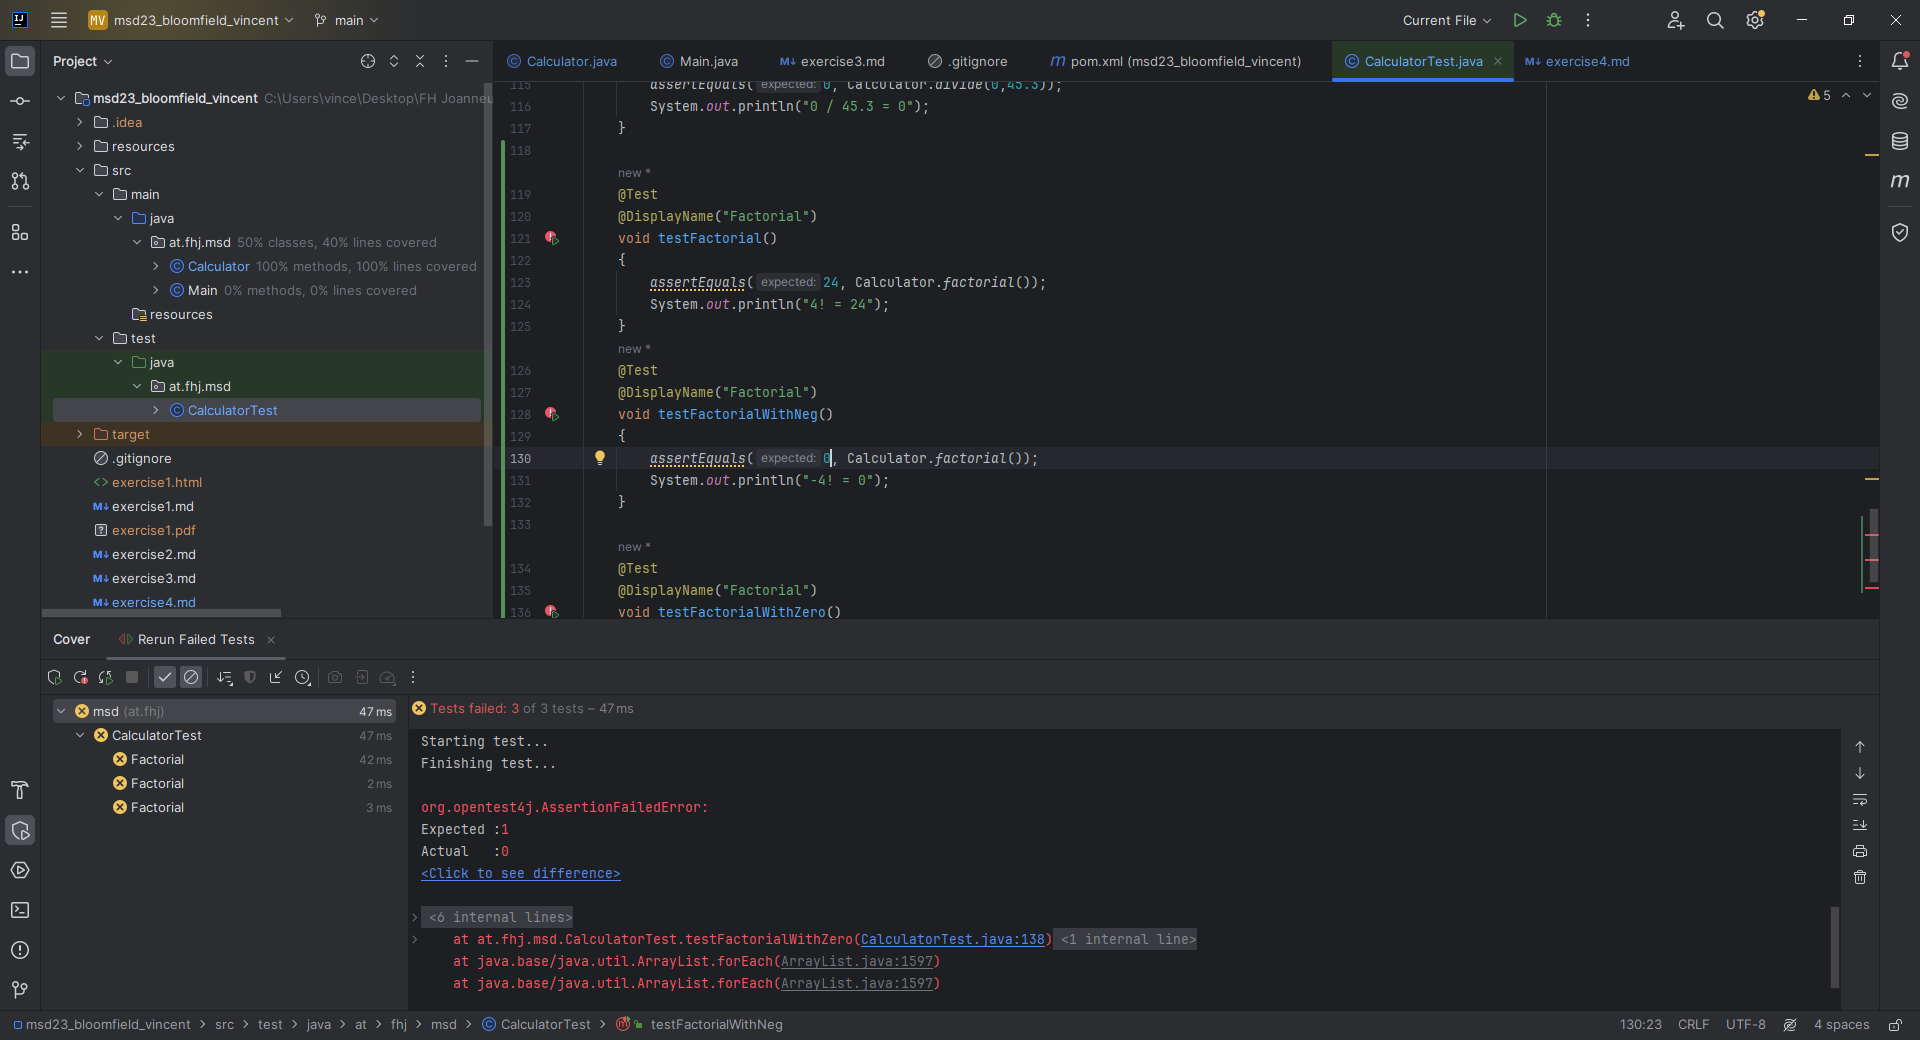 IJ
MV msd23_bloomfield_vincent main Current File
Project
Calculator.java Main.java M↓ exercise3.md .gitignore m pom.xml (msd23_bloomfield_vincent) CalculatorTest.java M↓ exercise4.md
msd23_bloomfield_vincent C:\Users\vince\Desktop\FH Joanneu
.idea
resources
src
main
java
at.fhj.msd 50% classes, 40% lines covered
Calculator 100% methods, 100% lines covered
Main 0% methods, 0% lines covered
resources
test
java
at.fhj.msd
CalculatorTest
target
.gitignore
<> exercise1.html
M↓ exercise1.md
exercise1.pdf
M↓ exercise2.md
M↓ exercise3.md
M↓ exercise4.md
5
115 assertEquals( expected: 0, Calculator.divide(0,45.3));
116 System.out.println("0 / 45.3 = 0");
117 }
118
new *
119 @Test
120 @DisplayName("Factorial")
121 void testFactorial()
122 {
123 assertEquals( expected: 24, Calculator.factorial());
124 System.out.println("4! = 24");
125 }
new *
126 @Test
127 @DisplayName("Factorial")
128 void testFactorialWithNeg()
129 {
130 assertEquals( expected: 0, Calculator.factorial());
131 System.out.println("-4! = 0");
132 }
133
new *
134 @Test
135 @DisplayName("Factorial")
136 void testFactorialWithZero()
Cover Rerun Failed Tests
msd (at.fhj) 47 ms
CalculatorTest 47 ms
Factorial 42 ms
Factorial 2 ms
Factorial 3 ms
Tests failed: 3 of 3 tests – 47 ms
Starting test...
Finishing test...
org.opentest4j.AssertionFailedError:
Expected :1
Actual   :0
<Click to see difference>
<6 internal lines>
at at.fhj.msd.CalculatorTest.testFactorialWithZero(CalculatorTest.java:138) <1 internal line>
at java.base/java.util.ArrayList.forEach(ArrayList.java:1597)
at java.base/java.util.ArrayList.forEach(ArrayList.java:1597)
msd23_bloomfield_vincent > src > test > java > at > fhj > msd > CalculatorTest > testFactorialWithNeg 130:23 CRLF UTF-8 4 spaces